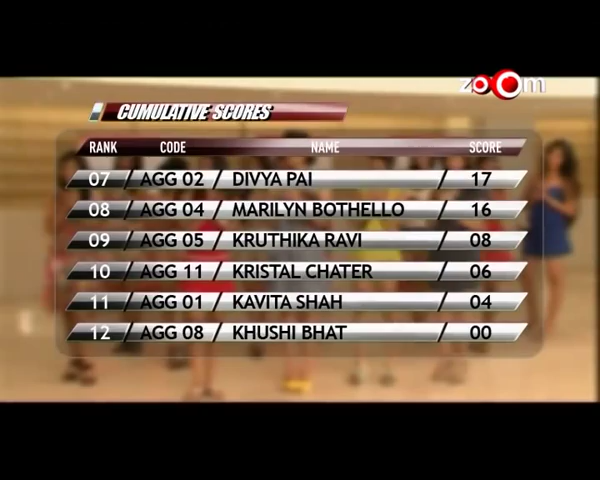 zoom
CUMULATIVE SCORES
RANK CODE NAME SCORE
07 AGG 02 DIVYA PAI 17
08 AGG 04 MARILYN BOTHELLO 16
09 AGG 05 KRUTHIKA RAVI 08
10 AGG 11 KRISTAL CHATER 06
11 AGG 01 KAVITA SHAH 04
12 AGG 08 KHUSHI BHAT 00